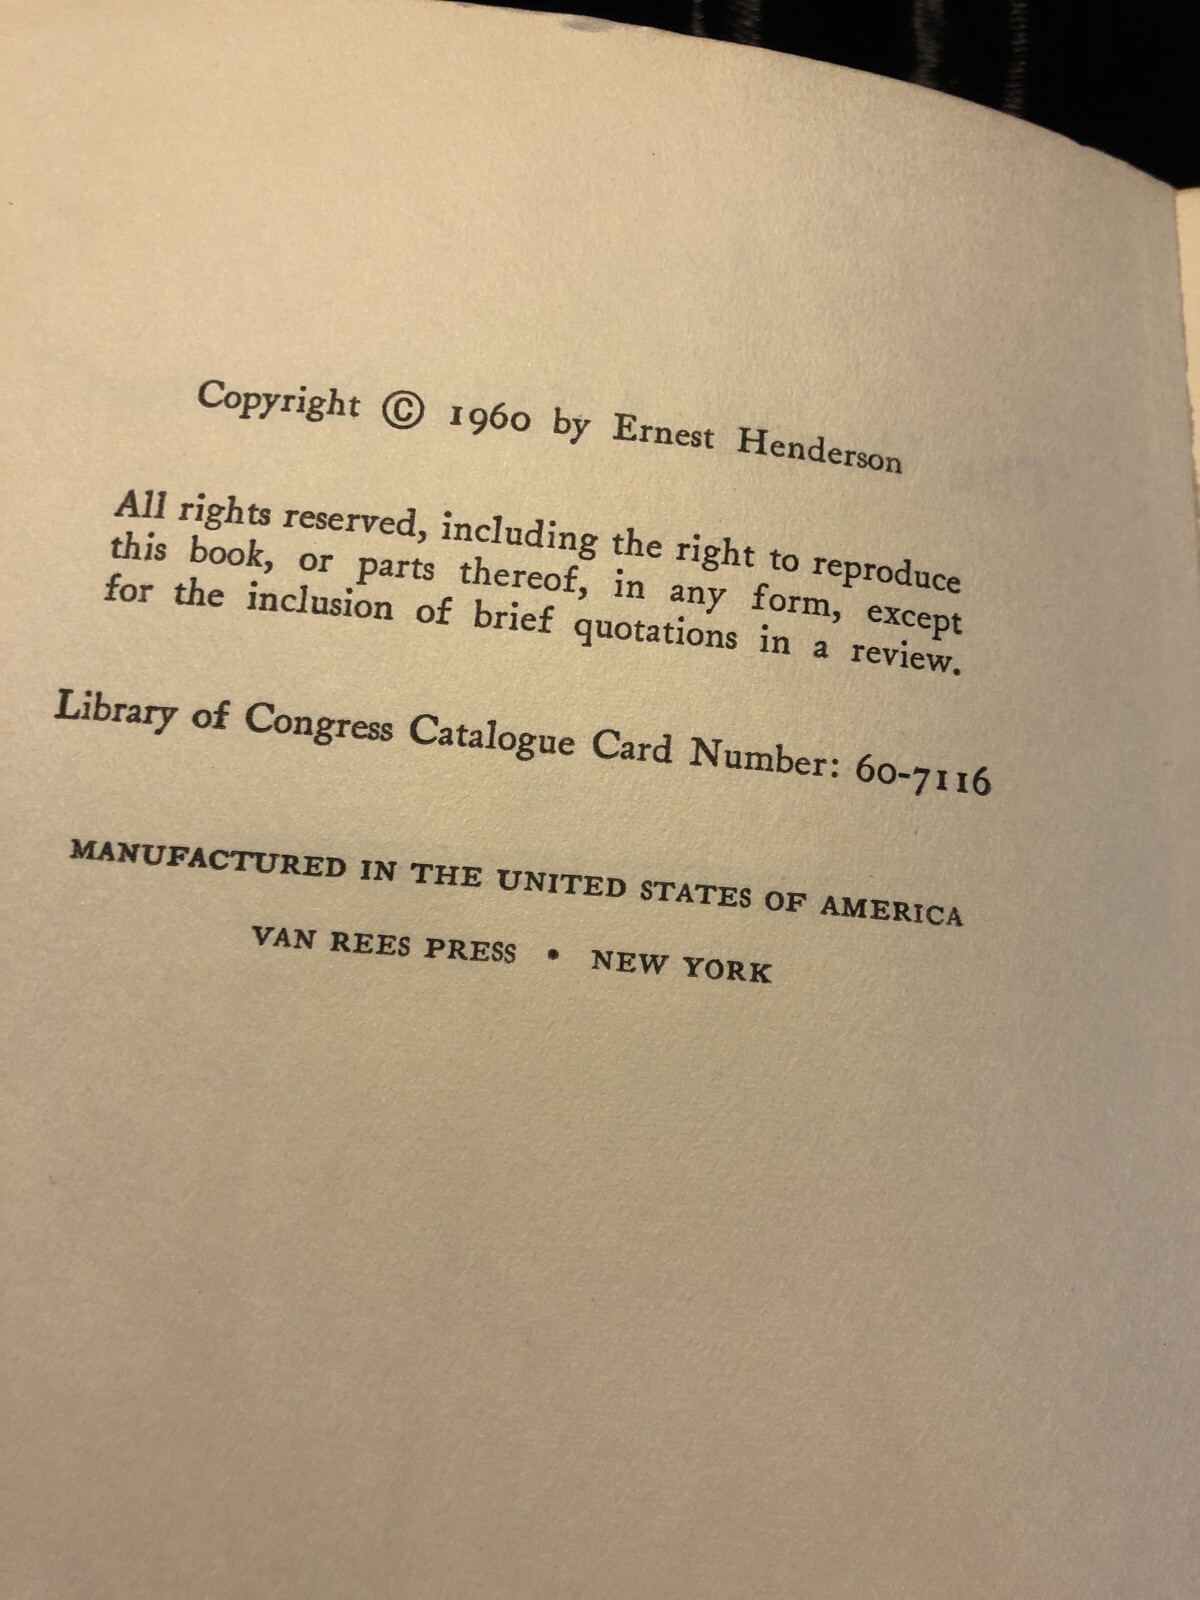 Copyright © 1960 by Ernest Henderson
All rights reserved, including the right to reproduce
this book, or parts thereof, in any form, except
for the inclusion of brief quotations in a review.
Library of Congress Catalogue Card Number: 60-7116
MANUFACTURED IN THE UNITED STATES OF AMERICA
VAN REES PRESS • NEW YORK